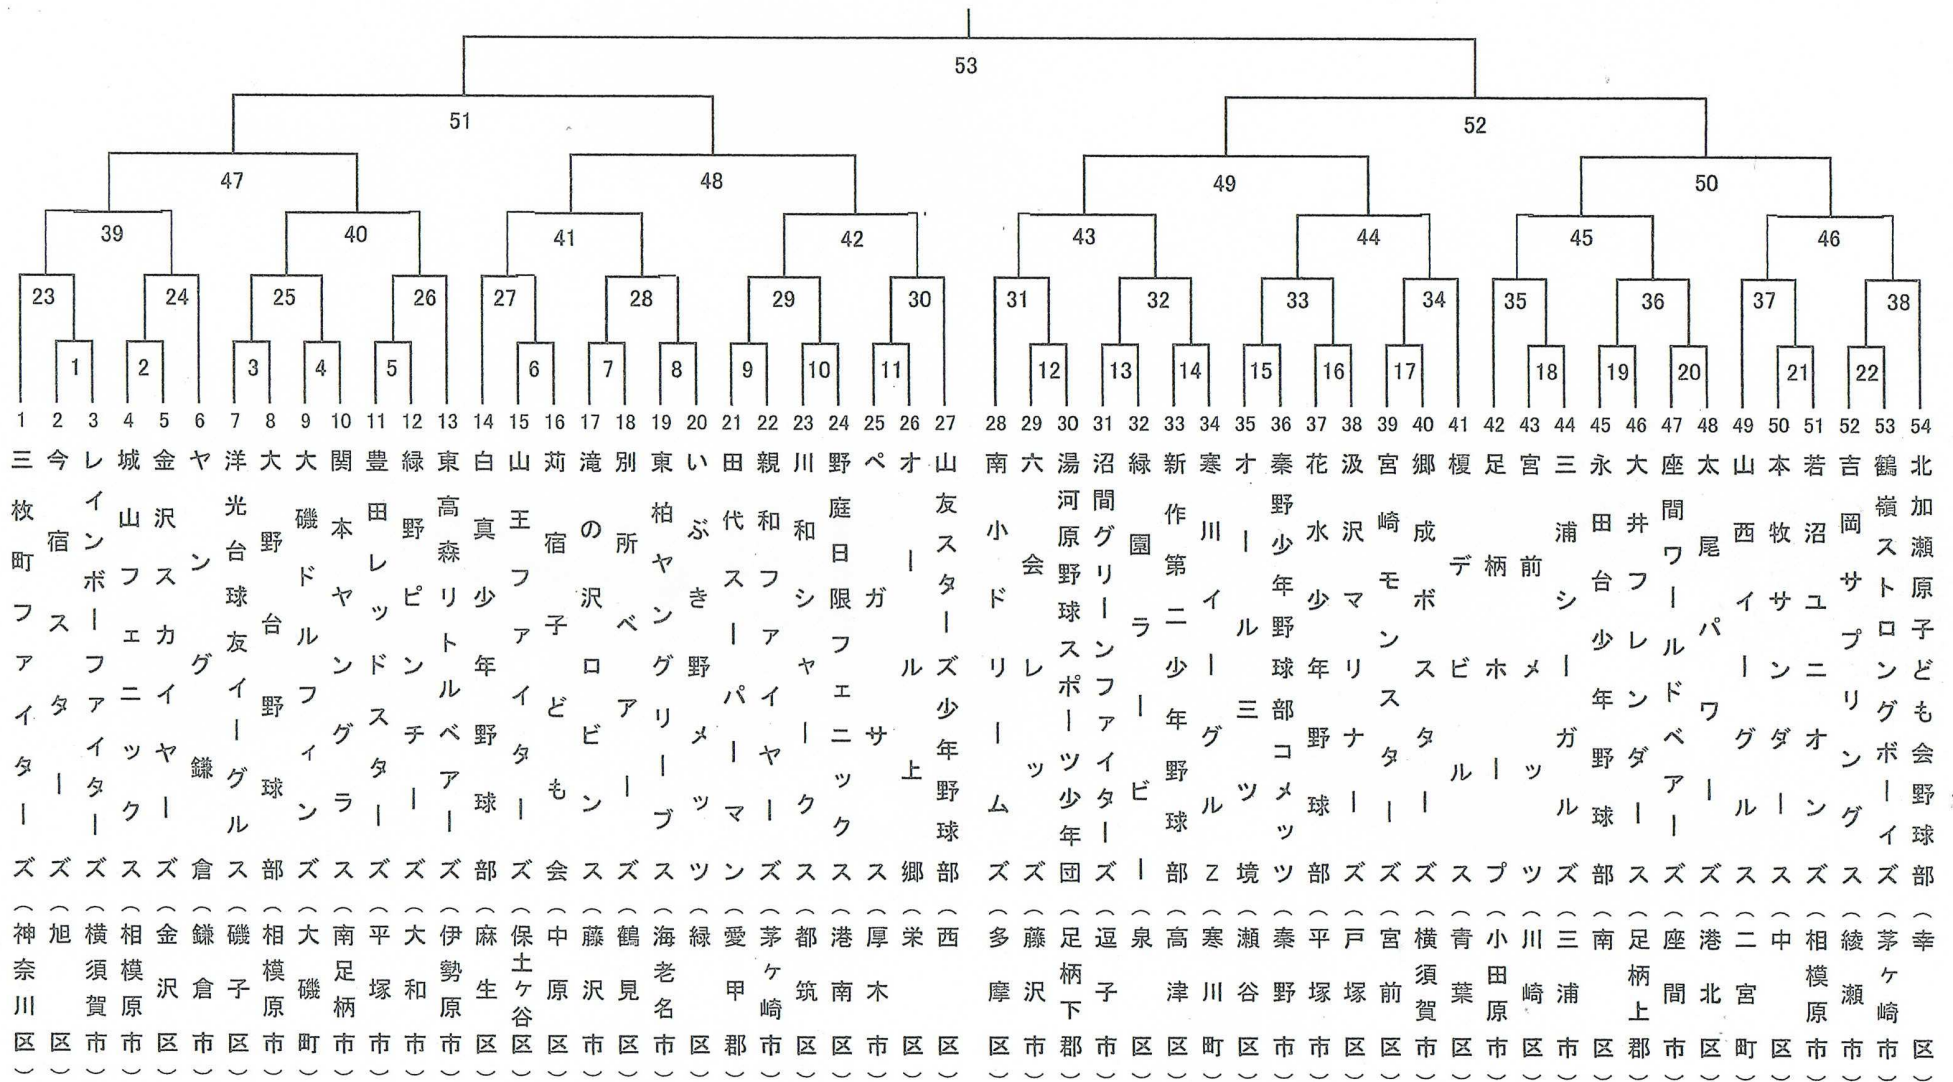 53
51
52
47
48
49
50
39
40
41
42
43
44
45
46
23
24
25
26
27
28
29
30
31
32
33
34
35
36
37
38
1
2
3
4
5
6
7
8
9
10
11
12
13
14
15
16
17
18
19
20
21
22
1 三枚町ファイターズ（神奈川区）
2 今宿スターズ（旭区）
3 レインボーファイターズ（横須賀市）
4 城山フェニックス（相模原市）
5 金沢スカイヤーズ（金沢区）
6 ヤング鎌倉（鎌倉市）
7 洋光台球友イーグルス（磯子区）
8 大野台野球部（相模原市）
9 大磯ドルフィンズ（大磯町）
10 関本ヤングラス（南足柄市）
11 豊田レッドスターズ（平塚市）
12 緑野ピンチーズ（大和市）
13 東高森リトルベアーズ（伊勢原市）
14 白真少年野球部（麻生区）
15 山王ファイターズ（保土ヶ谷区）
16 苅宿子ども会（中原区）
17 滝の沢ロビンス（藤沢市）
18 別所ベアーズ（鶴見区）
19 東柏ヤングリーブス（海老名市）
20 いぶき野メッツ（緑区）
21 田代スーパーマン（愛甲郡）
22 親和ファイヤーズ（茅ヶ崎市）
23 川和シャークス（都筑区）
24 野庭日限フェニックス（港南区）
25 ペガサス（厚木市）
26 オール上郷（栄区）
27 山友スターズ少年野球部（西区）
28 南小ドリームズ（多摩区）
29 六会レッズ（藤沢市）
30 湯河原野球スポーツ少年団（足柄下郡）
31 沼間グリーンファイターズ（逗子市）
32 緑園ラービー（泉区）
33 新作第二少年野球部（高津区）
34 寒川イーグルZ（寒川町）
35 オール三ツ境（瀬谷区）
36 秦野少年野球部コメッツ（秦野市）
37 花水少年野球部（平塚市）
38 汲沢マリナーズ（戸塚区）
39 宮崎モンスターズ（宮前区）
40 郷成ボスターズ（横須賀市）
41 榎デビルス（青葉区）
42 足柄ホープ（小田原市）
43 宮前メッツ（川崎区）
44 三浦シーガルズ（三浦市）
45 永田台少年野球部（南区）
46 大井フレンダーズ（足柄上郡）
47 座間ワールドベアーズ（座間市）
48 太尾パワーズ（港北区）
49 山西イーグルス（二宮町）
50 本牧サンダース（中区）
51 若沼ユニオンズ（相模原市）
52 吉岡サプリングス（綾瀬市）
53 鶴嶺ストロングボーイズ（茅ヶ崎市）
54 北加瀬原子ども会野球部（幸区）